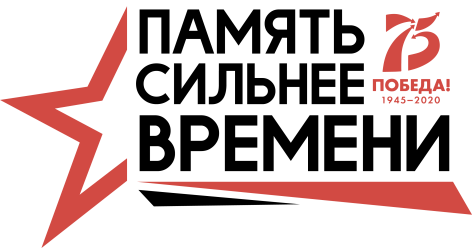 ПАМЯТЬ
СИЛЬНЕЕ
ВРЕМЕНИ
75
ПОБЕДА!
1945–2020